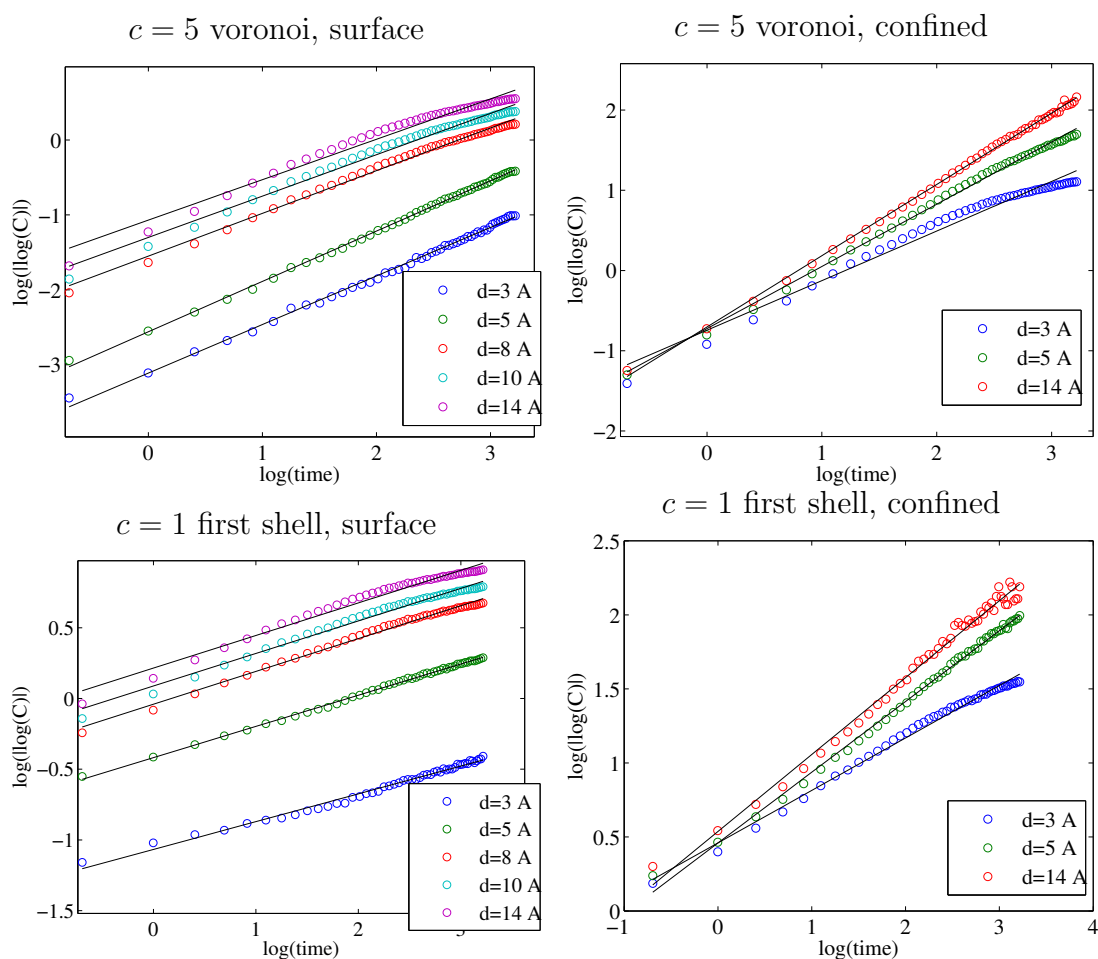 c = 5 voronoi, surface
0
−1
−2
−3
log(|log(C)|)
0
1
2
3
log(time)
d=3 A
d=5 A
d=8 A
d=10 A
d=14 A
c = 5 voronoi, confined
2
1
0
−1
−2
log(|log(C)|)
0
1
2
3
4
log(time)
d=3 A
d=5 A
d=14 A
c = 1 first shell, surface
0.5
0
−0.5
−1
−1.5
log(|log(C)|)
0
1
2
3
log(time)
d=3 A
d=5 A
d=8 A
d=10 A
d=14 A
c = 1 first shell, confined
2.5
2
1.5
1
0.5
0
log(|log(C)|)
−1
0
1
2
3
4
log(time)
d=3 A
d=5 A
d=14 A